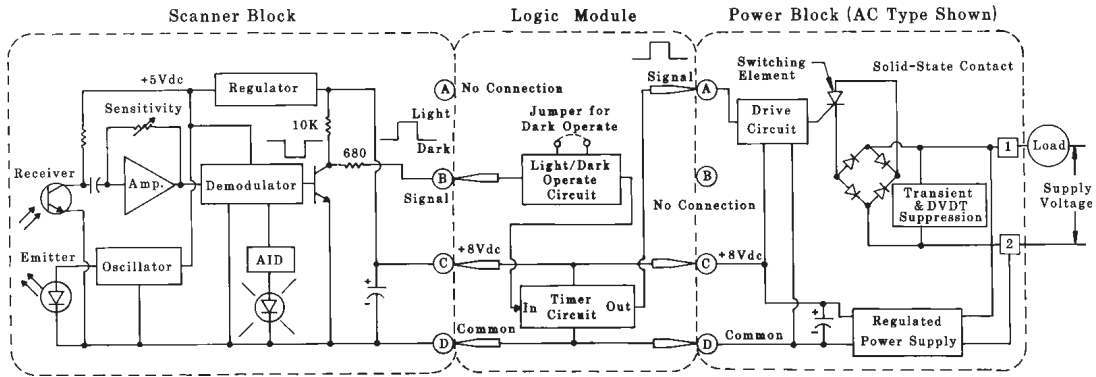 Scanner Block
Logic Module
Power Block (AC Type Shown)
+5Vdc
Regulator
Sensitivity
10K
680
Light
Dark
Receiver
Amp.
Demodulator
Signal
Emitter
Oscillator
AID
+
-
A
No Connection
B
C
D
Jumper for
Dark Operate
Light/Dark
Operate
Circuit
+8Vdc
In
Timer
Circuit
Out
Common
Signal
No Connection
A
B
C
D
Switching
Element
Solid-State Contact
Drive
Circuit
1
Load
Transient
& DVDT
Suppression
Supply
Voltage
2
+8Vdc
+
-
Common
Regulated
Power Supply